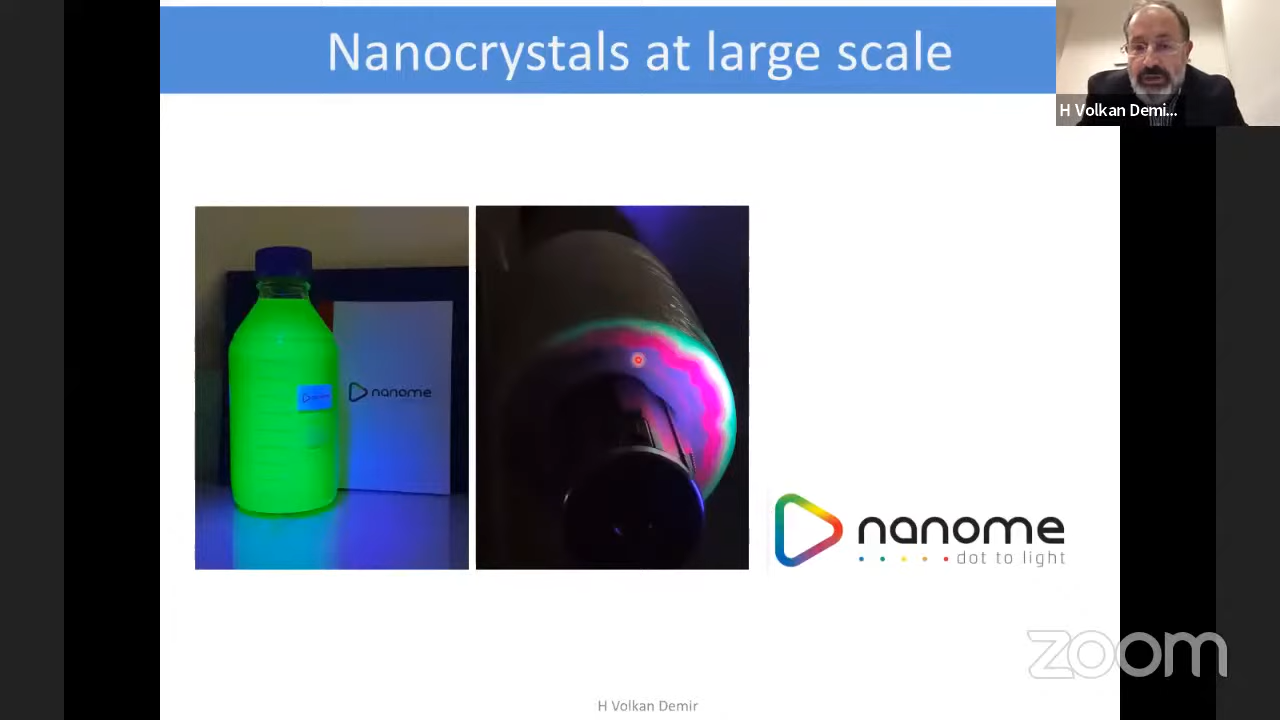 Nanocrystals at large scale
H Volkan Demi...
nanome
nanome
dot to light
zoom
H Volkan Demir